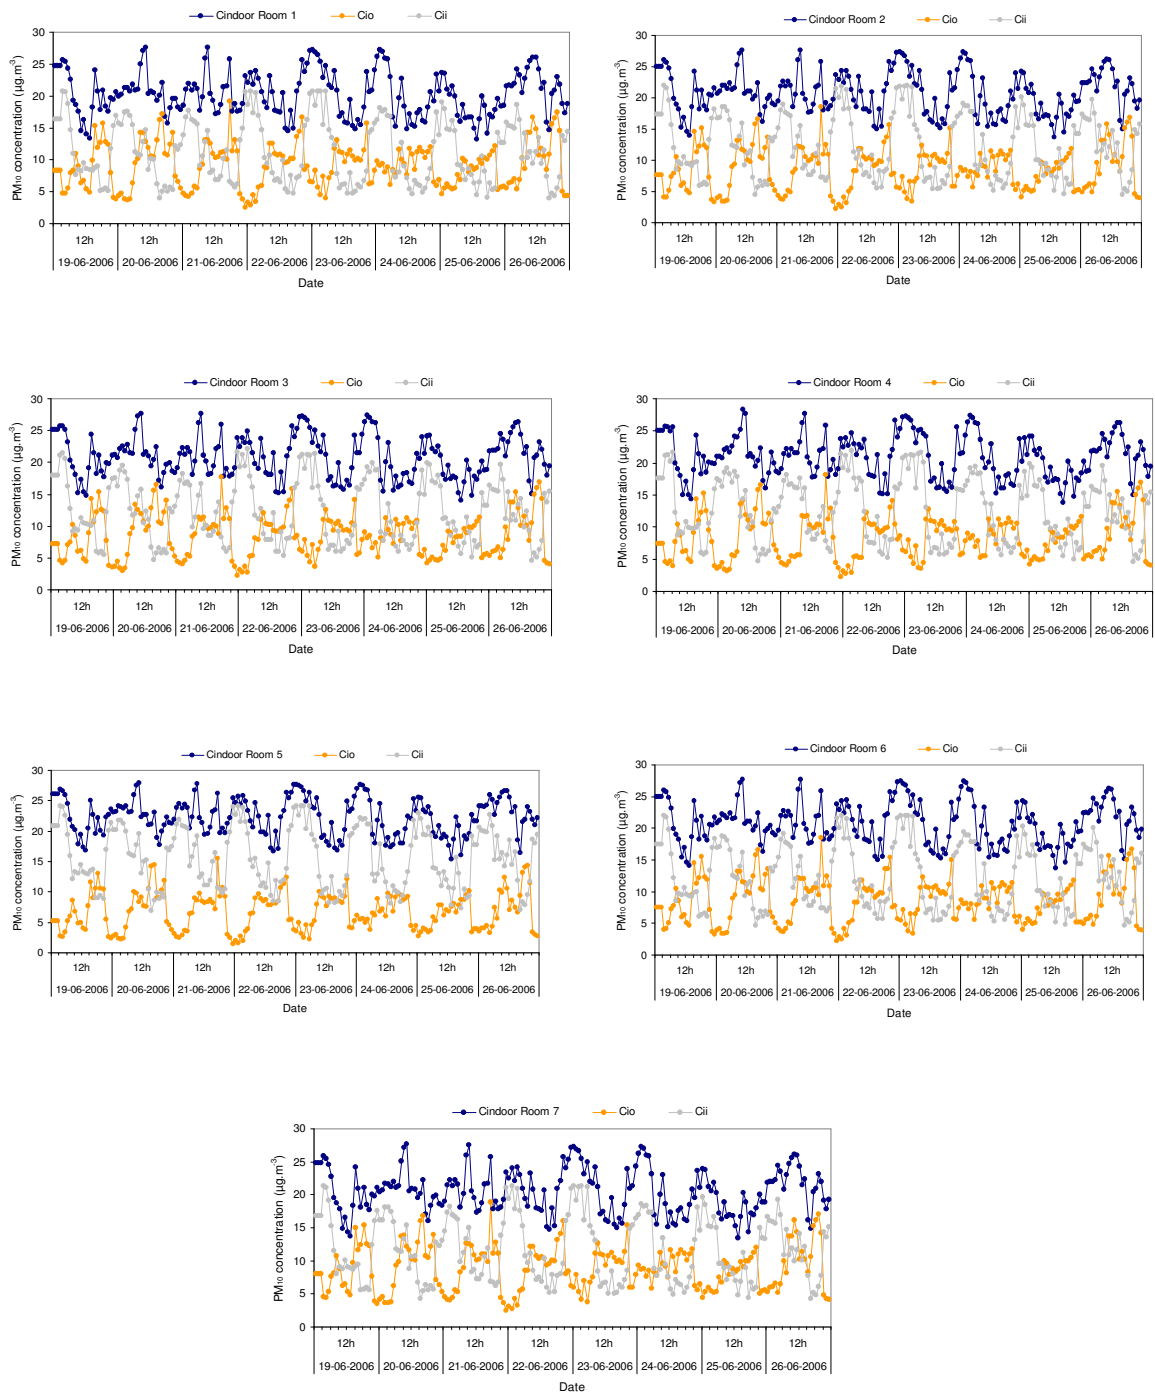 Cindoor Room 1 Cio Cii
PM10 concentration (µg.m-3)
30
25
20
15
10
5
0
12h 12h 12h 12h 12h 12h 12h 12h
19-06-2006 20-06-2006 21-06-2006 22-06-2006 23-06-2006 24-06-2006 25-06-2006 26-06-2006
Date
Cindoor Room 2 Cio Cii
PM10 concentration (µg.m-3)
30
25
20
15
10
5
0
12h 12h 12h 12h 12h 12h 12h 12h
19-06-2006 20-06-2006 21-06-2006 22-06-2006 23-06-2006 24-06-2006 25-06-2006 26-06-2006
Date
Cindoor Room 3 Cio Cii
PM10 concentration (µg.m-3)
30
25
20
15
10
5
0
12h 12h 12h 12h 12h 12h 12h 12h
19-06-2006 20-06-2006 21-06-2006 22-06-2006 23-06-2006 24-06-2006 25-06-2006 26-06-2006
Date
Cindoor Room 4 Cio Cii
PM10 concentration (µg.m-3)
30
25
20
15
10
5
0
12h 12h 12h 12h 12h 12h 12h 12h
19-06-2006 20-06-2006 21-06-2006 22-06-2006 23-06-2006 24-06-2006 25-06-2006 26-06-2006
Date
Cindoor Room 5 Cio Cii
PM10 concentration (µg.m-3)
30
25
20
15
10
5
0
12h 12h 12h 12h 12h 12h 12h 12h
19-06-2006 20-06-2006 21-06-2006 22-06-2006 23-06-2006 24-06-2006 25-06-2006 26-06-2006
Date
Cindoor Room 6 Cio Cii
PM10 concentration (µg.m-3)
30
25
20
15
10
5
0
12h 12h 12h 12h 12h 12h 12h 12h
19-06-2006 20-06-2006 21-06-2006 22-06-2006 23-06-2006 24-06-2006 25-06-2006 26-06-2006
Date
Cindoor Room 7 Cio Cii
PM10 concentration (µg.m-3)
30
25
20
15
10
5
0
12h 12h 12h 12h 12h 12h 12h 12h
19-06-2006 20-06-2006 21-06-2006 22-06-2006 23-06-2006 24-06-2006 25-06-2006 26-06-2006
Date